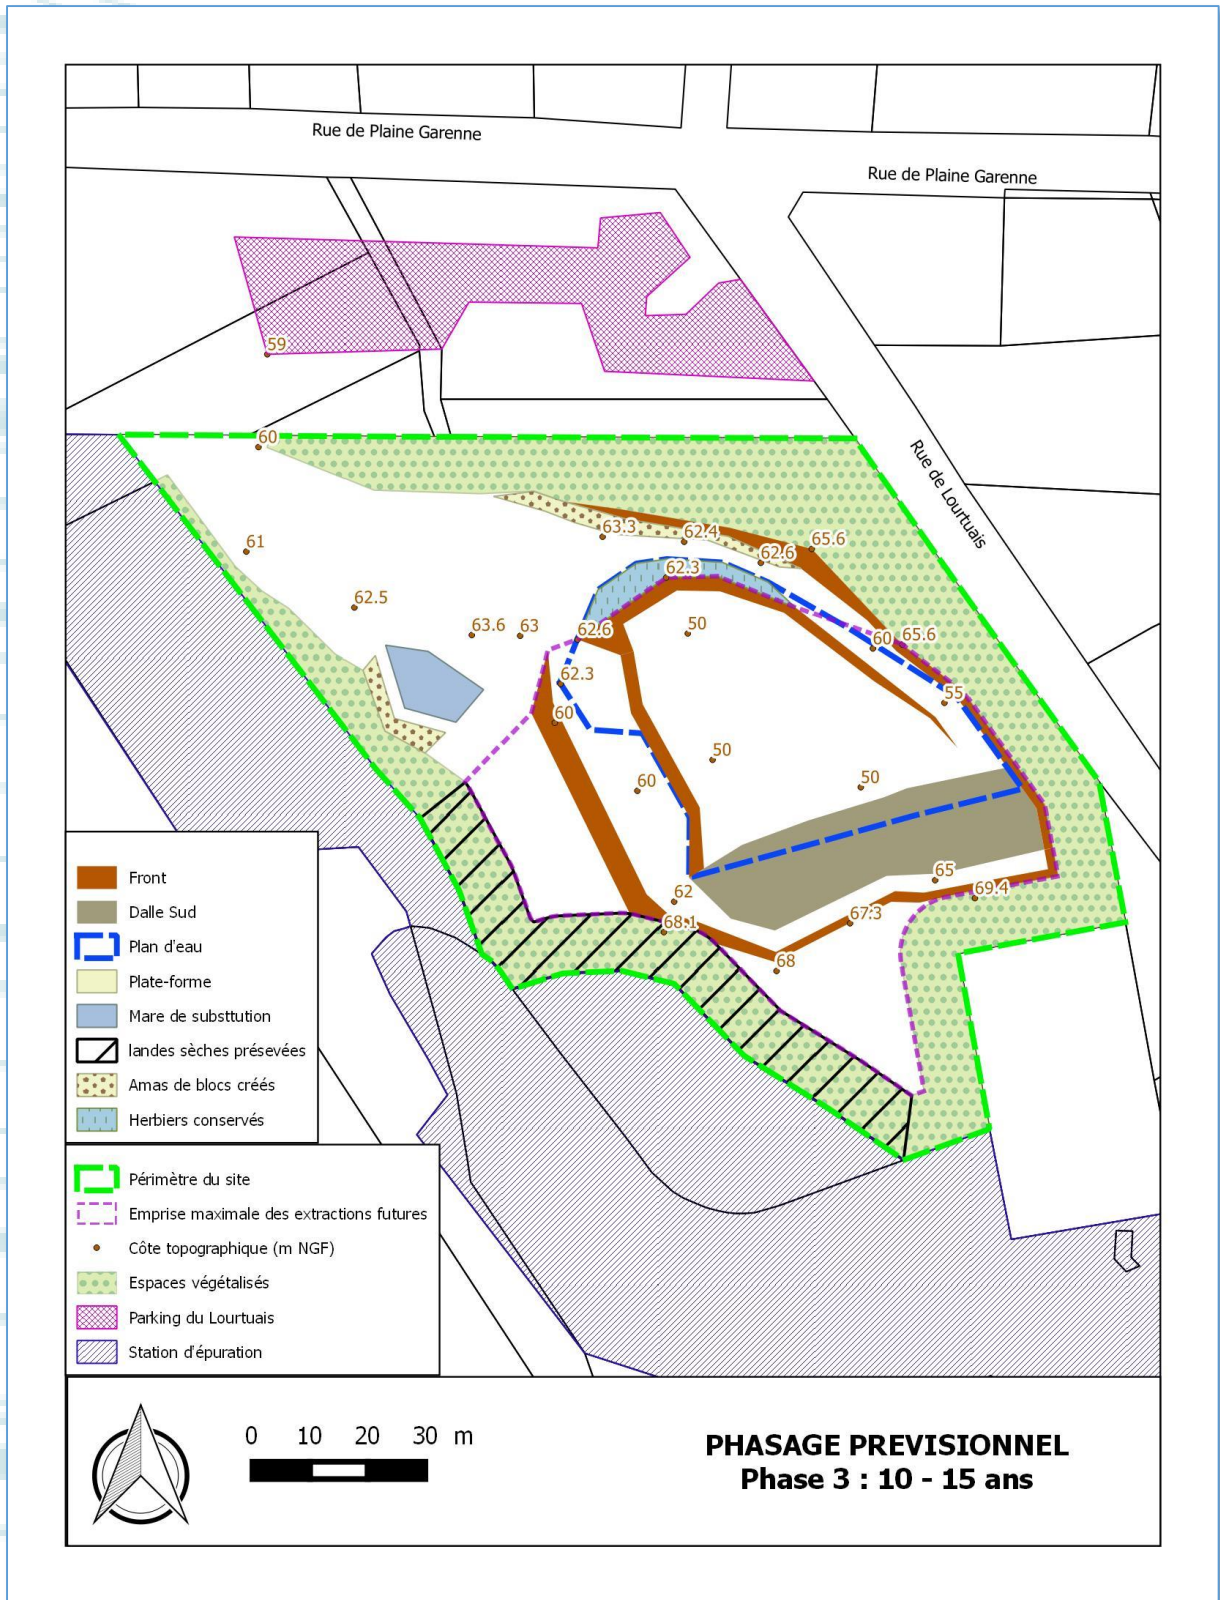 Rue de Plaine Garenne
Rue de Plaine Garenne
59
60
Rue de Lourtuais
61
63.3
62.4
62.6
65.6
62.3
62.5
63.6
63
62.6
50
60
65.6
62.3
55
60
50
60
50
62
65
69.4
68.1
67.3
68
Front
Dalle Sud
Plan d'eau
Plate-forme
Mare de substtution
landes sèches présevées
Amas de blocs créés
Herbiers conservés
Périmètre du site
Emprise maximale des extractions futures
Côte topographique (m NGF)
Espaces végétalisés
Parking du Lourtuais
Station d'épuration
0 10 20 30 m
PHASAGE PREVISIONNEL
Phase 3 : 10 - 15 ans